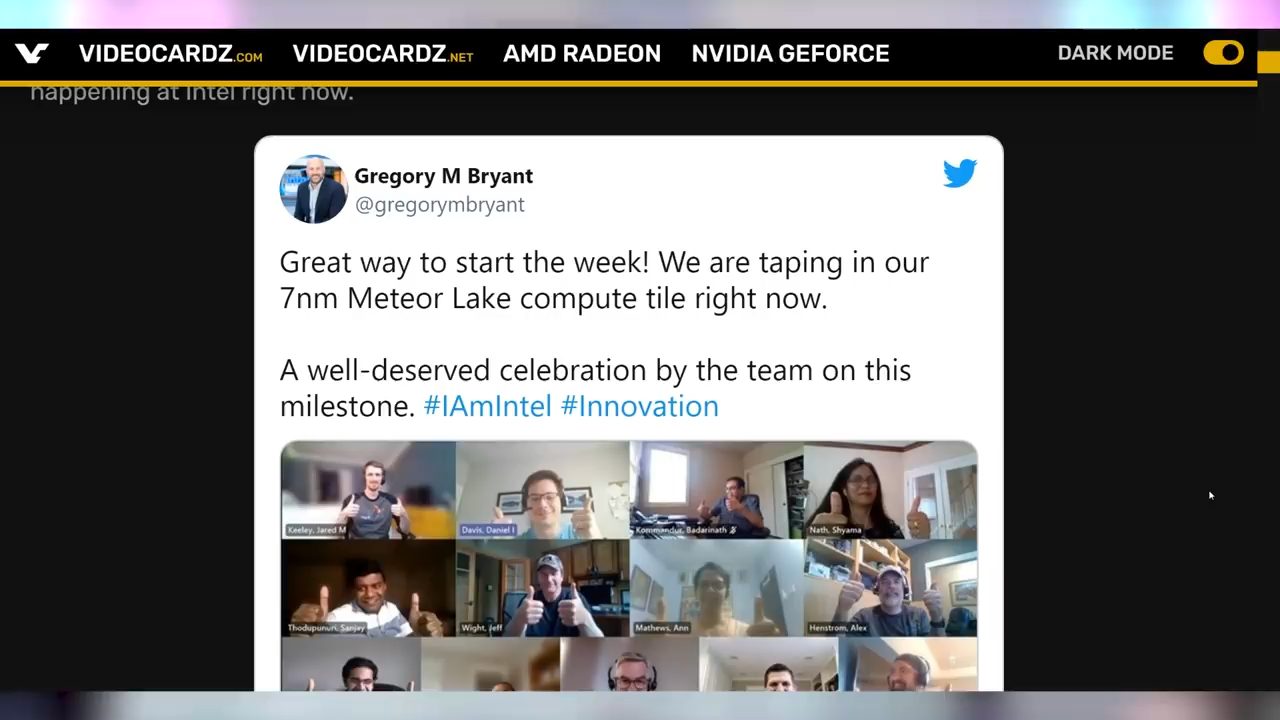 VIDEOCARDZ.COM VIDEOCARDZ.NET AMD RADEON NVIDIA GEFORCE DARK MODE
happening at Intel right now.
Gregory M Bryant
@gregorymbryant
Great way to start the week! We are taping in our
7nm Meteor Lake compute tile right now.
A well-deserved celebration by the team on this
milestone. #IAmIntel #Innovation
Keeley, Jared M Davis, Daniel I Kommandur, Badarinath Nath, Shyama
Thodupunuri, Sanjay Wight, Jeff Mathews, Ann Henstrom, Alex